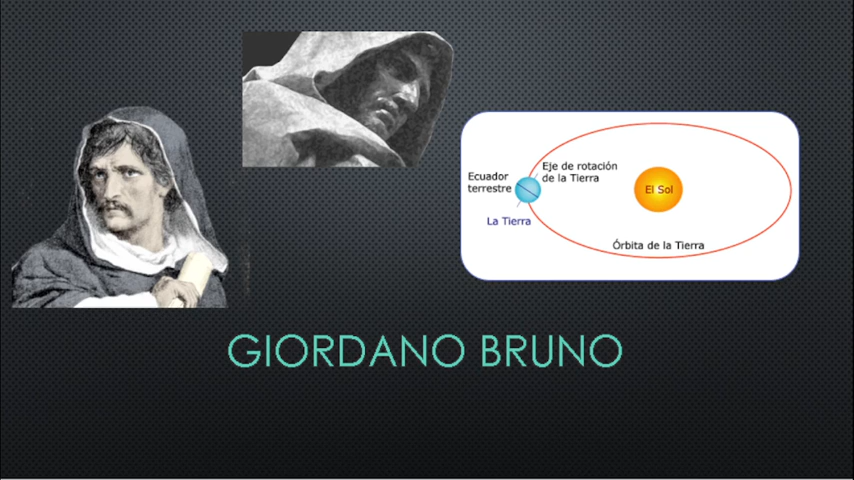 Ecuador
terrestre
Eje de rotación
de la Tierra
El Sol
La Tierra
Órbita de la Tierra
GIORDANO BRUNO